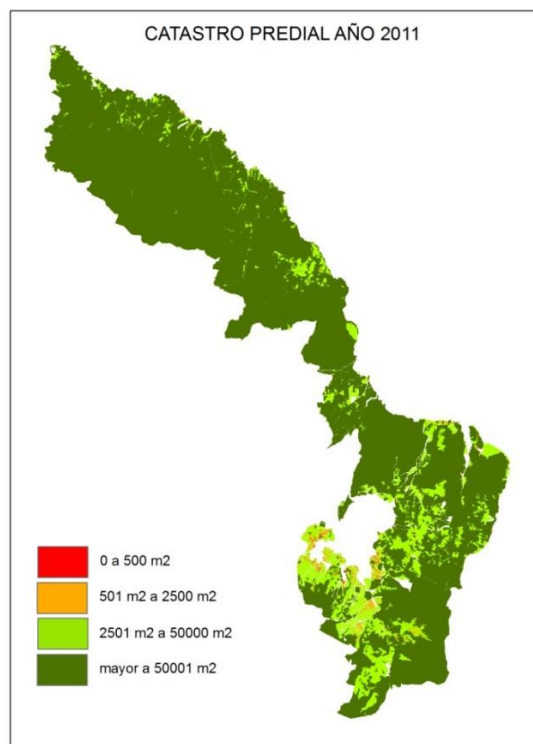 CATASTRO PREDIAL AÑO 2011
0 a 500 m2
501 m2 a 2500 m2
2501 m2 a 50000 m2
mayor a 50001 m2